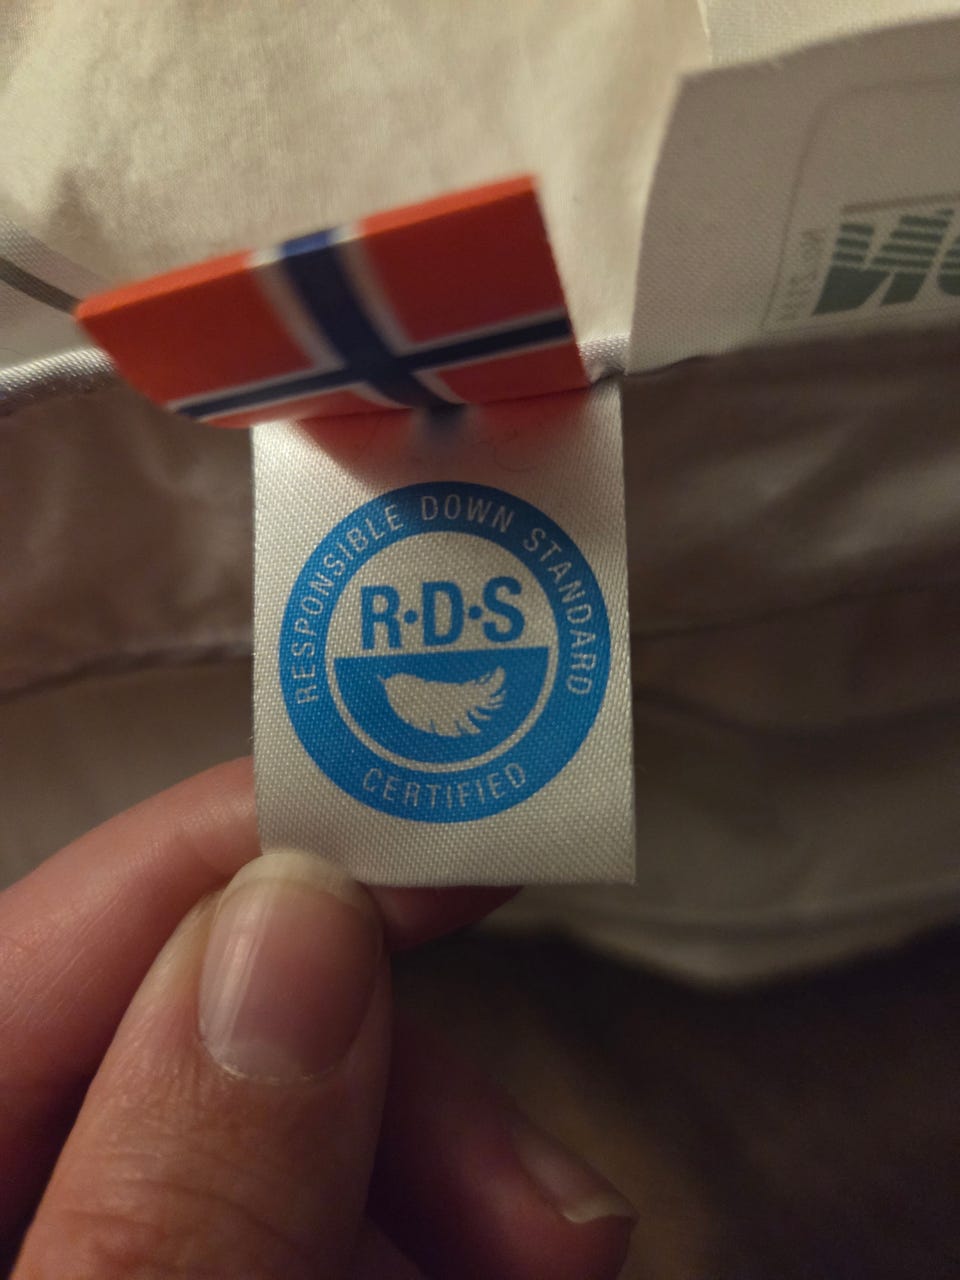 RESPONSIBLE DOWN STANDARD
R·D·S
CERTIFIED